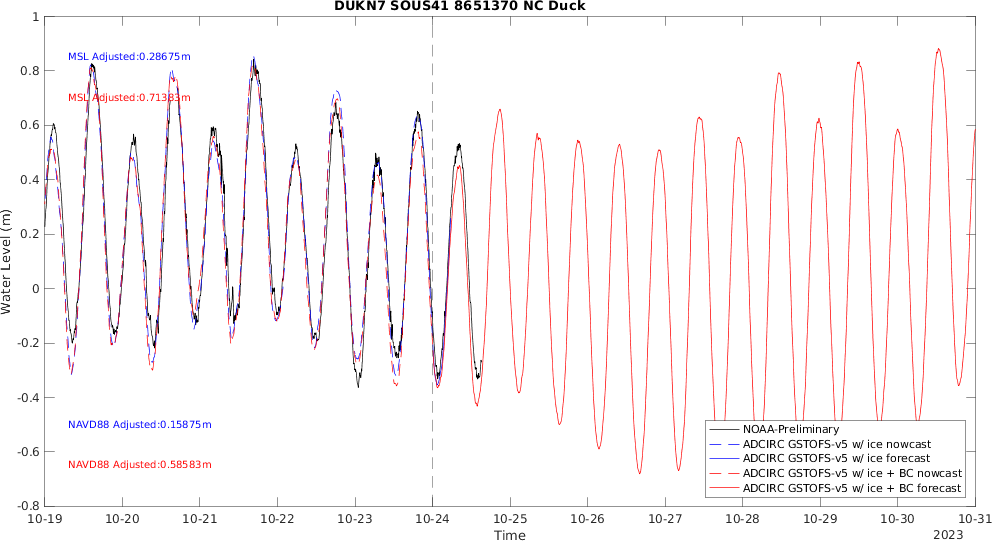 DUKN7 SOUS41 8651370 NC Duck
1
0.8
0.6
0.4
0.2
0
-0.2
-0.4
-0.6
-0.8
Water Level (m)
MSL Adjusted:0.28675m
MSL Adjusted:0.71383m
NAVD88 Adjusted:0.15875m
NAVD88 Adjusted:0.58583m
NOAA-Preliminary
ADCIRC GSTOFS-v5 w/ ice nowcast
ADCIRC GSTOFS-v5 w/ ice forecast
ADCIRC GSTOFS-v5 w/ ice + BC nowcast
ADCIRC GSTOFS-v5 w/ ice + BC forecast
10-19 10-20 10-21 10-22 10-23 10-24 10-25 10-26 10-27 10-28 10-29 10-30 10-31
Time
2023